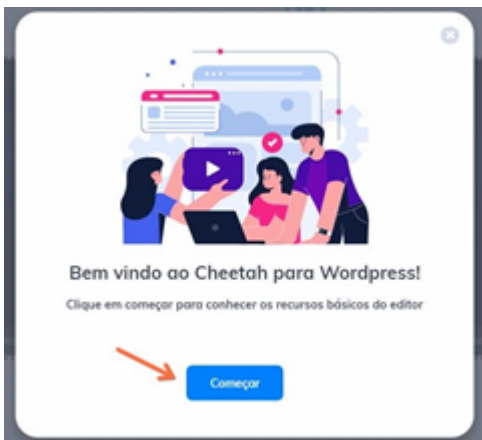 Bem vindo ao Cheetah para Wordpress!
Clique em começar para conhecer os recursos básicos do editor
Começar